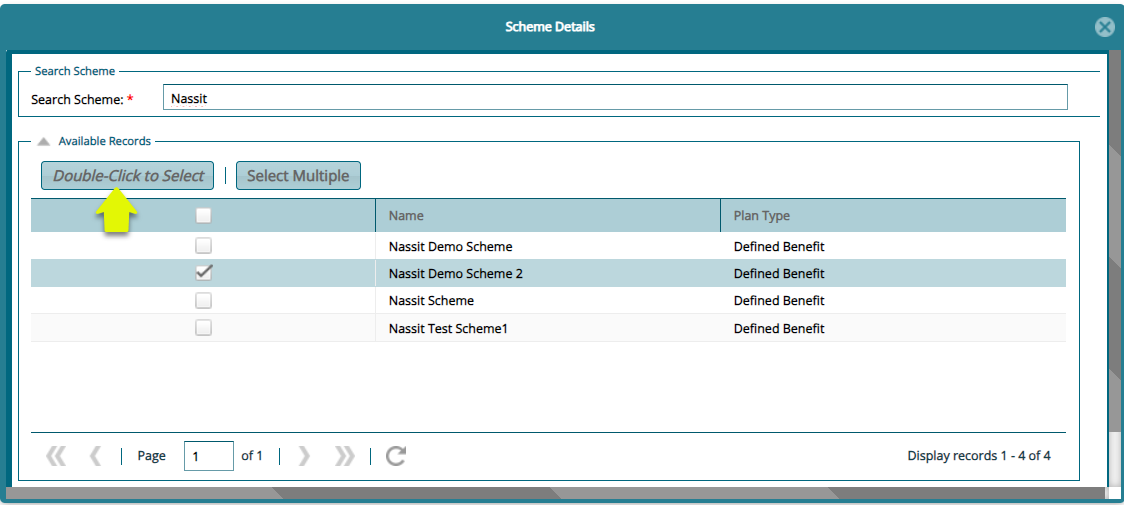 Scheme Details
Search Scheme
Search Scheme: * Nassit
Available Records
Double-Click to Select | Select Multiple
Name Plan Type
Nassit Demo Scheme Defined Benefit
Nassit Demo Scheme 2 Defined Benefit
Nassit Scheme Defined Benefit
Nassit Test Scheme1 Defined Benefit
Page 1 of 1 Display records 1 - 4 of 4